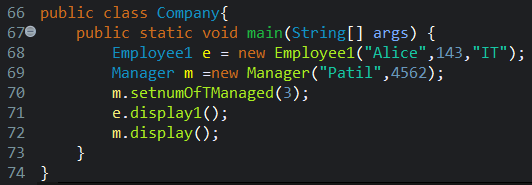 66 public class Company{
67 public static void main(String[] args) {
68 Employee1 e = new Employee1("Alice",143,"IT");
69 Manager m =new Manager("Patil",4562);
70 m.setnumOfTManaged(3);
71 e.display1();
72 m.display();
73 }
74 }